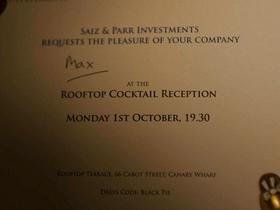 Saiz & Parr Investments
requests the pleasure of your company
Max
at the
Rooftop Cocktail Reception
Monday 1st October, 19.30
Rooftop Terrace, 66 Cabot Street, Canary Wharf
Dress Code: Black Tie